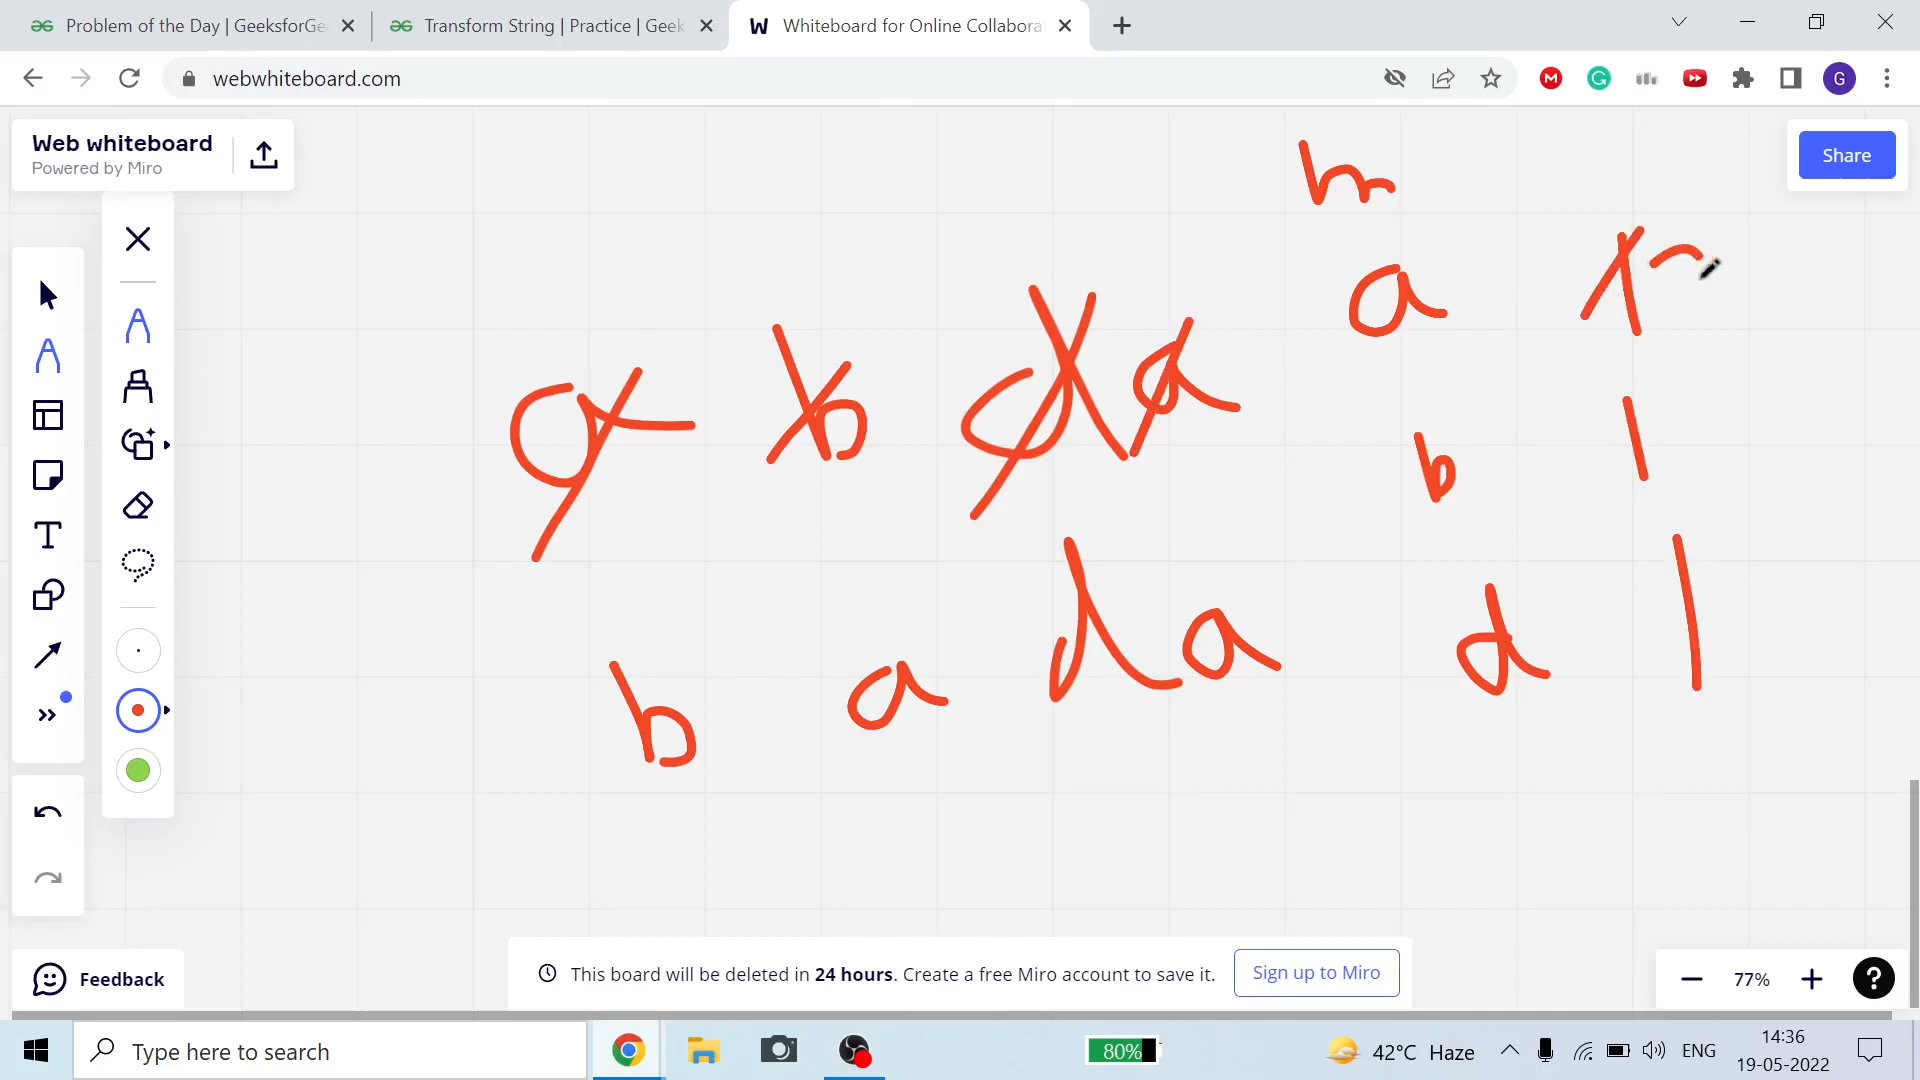 Problem of the Day | GeeksforGe
Transform String | Practice | Geek
Whiteboard for Online Collabora
webwhiteboard.com
G
Web whiteboard
Powered by Miro
Share
m
a
a b d a
b 1
b a d a
d 1
Feedback
This board will be deleted in 24 hours. Create a free Miro account to save it.
Sign up to Miro
77%
?
Type here to search
80%
42°C Haze
ENG
14:36
19-05-2022